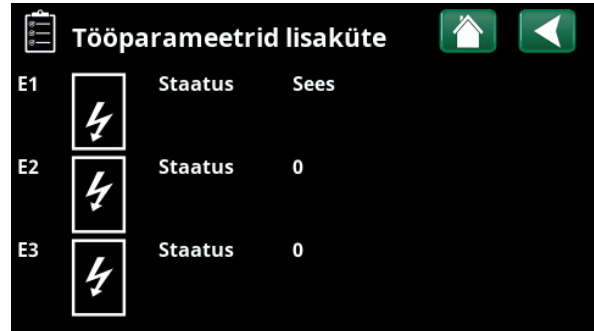 Tööparameetrid lisaküte
E1 Staatus Sees
E2 Staatus 0
E3 Staatus 0